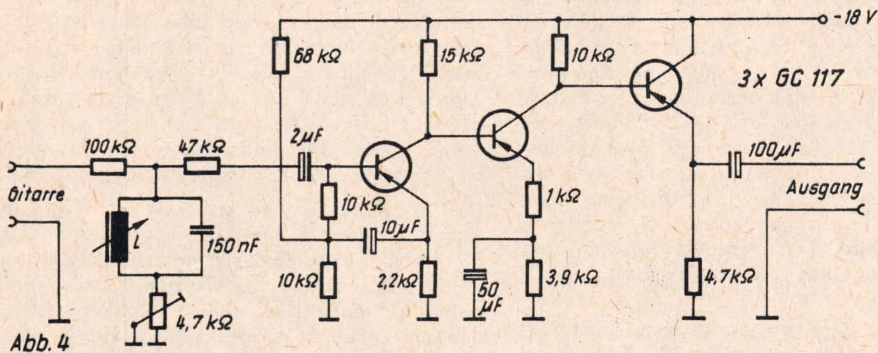 -18 V
68 kΩ
15 kΩ
10 kΩ
3 x GC 117
100 kΩ
47 kΩ
2 µF
100 µF
Gitarre
L
150 nF
10 kΩ
10 µF
1 kΩ
Ausgang
10 kΩ
2,2 kΩ
50 µF
3,9 kΩ
4,7 kΩ
4,7 kΩ
Abb. 4